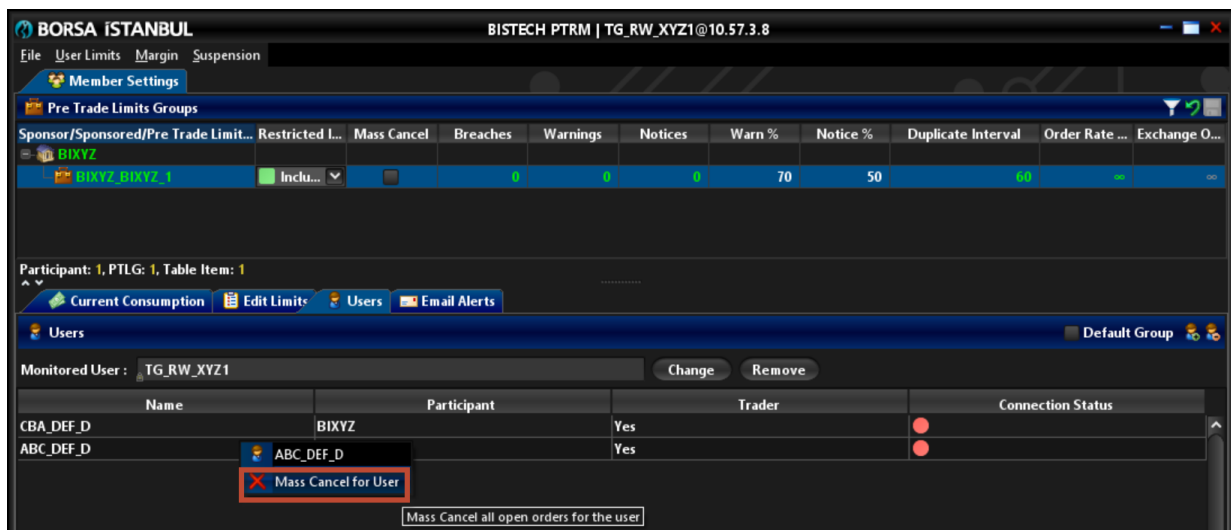 BORSA İSTANBUL BISTECH PTRM | TG_RW_XYZ1@10.57.3.8
File User Limits Margin Suspension
Member Settings
Pre Trade Limits Groups
Sponsor/Sponsored/Pre Trade Limit... Restricted I... Mass Cancel Breaches Warnings Notices Warn % Notice % Duplicate Interval Order Rate ... Exchange O...
BIXYZ
BIXYZ_BIXYZ_1 Inclu... 0 0 0 70 50 60 ∞ ∞
Participant: 1, PTLG: 1, Table Item: 1
Current Consumption Edit Limits Users Email Alerts
Users Default Group
Monitored User : TG_RW_XYZ1 Change Remove
Name Participant Trader Connection Status
CBA_DEF_D BIXYZ Yes
ABC_DEF_D Yes
ABC_DEF_D
Mass Cancel for User
Mass Cancel all open orders for the user